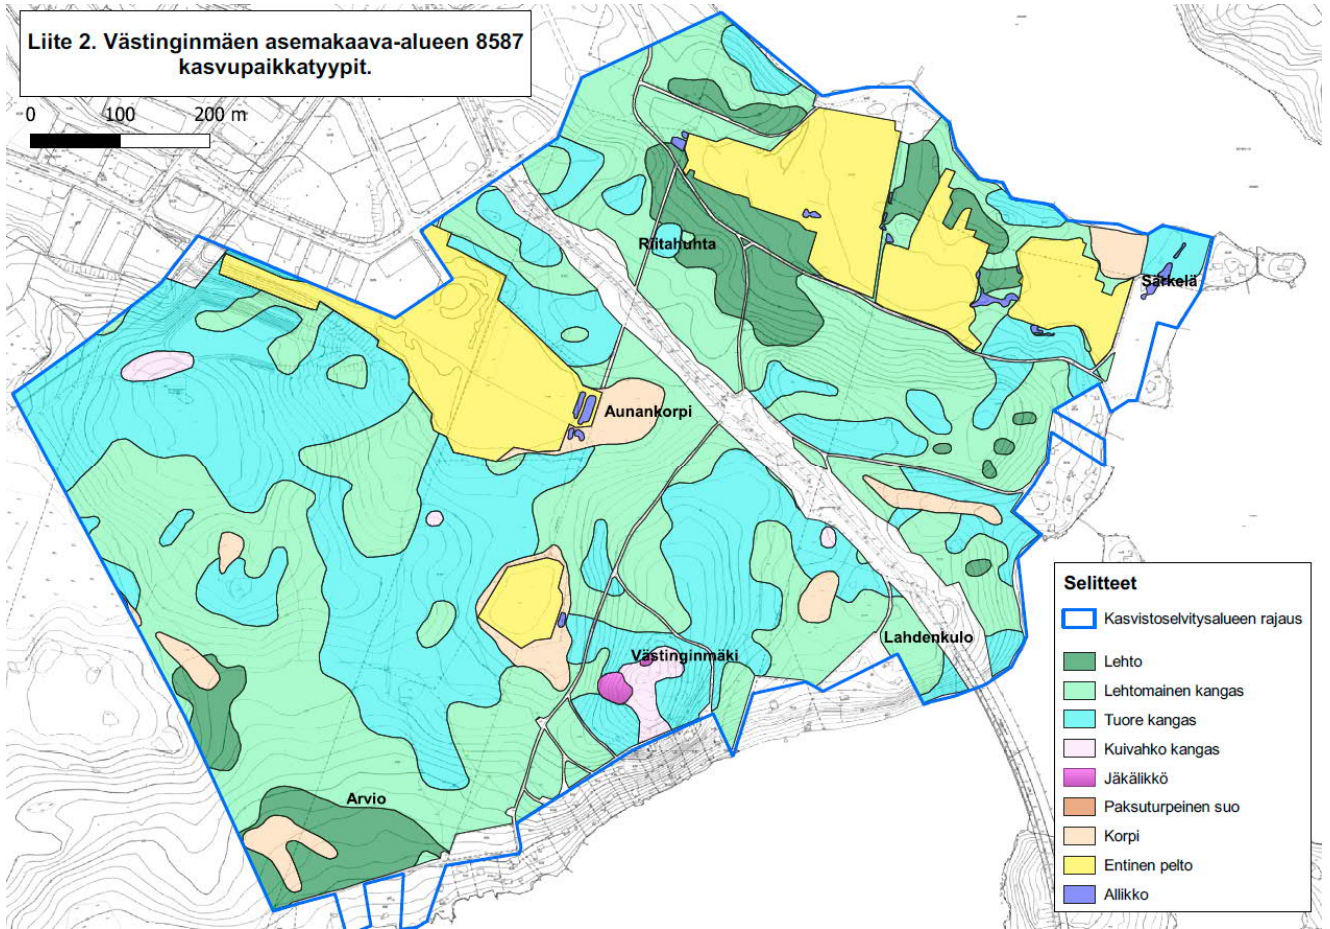 Liite 2. Västinginmäen asemakaava-alueen 8587
kasvupaikkatyypit.
0 100 200 m
Riitahuhta
Särkelä
Aunankorpi
Lahdenkulo
Västinginmäki
Arvio
Selitteet
Kasvistoselvitysalueen rajaus
Lehto
Lehtomainen kangas
Tuore kangas
Kuivahko kangas
Jäkälikkö
Paksuturpeinen suo
Korpi
Entinen pelto
Allikko